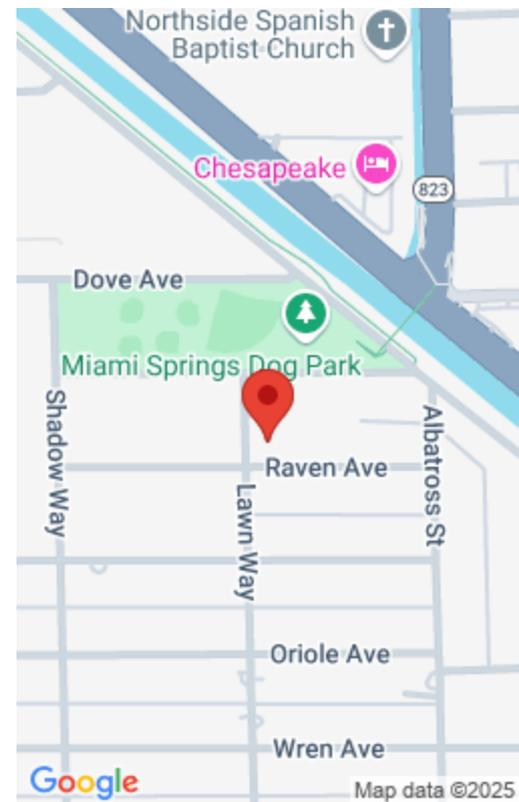 Northside Spanish
Baptist Church
Chesapeake
823
Dove Ave
Miami Springs Dog Park
Shadow Way
Albatross St
Raven Ave
Lawn Way
Oriole Ave
Wren Ave
Google
Map data ©2025